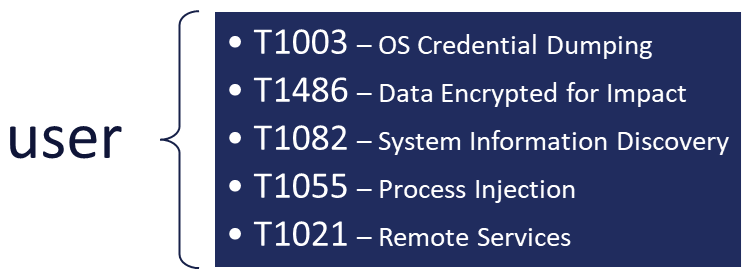 user
• T1003 – OS Credential Dumping
• T1486 – Data Encrypted for Impact
• T1082 – System Information Discovery
• T1055 – Process Injection
• T1021 – Remote Services